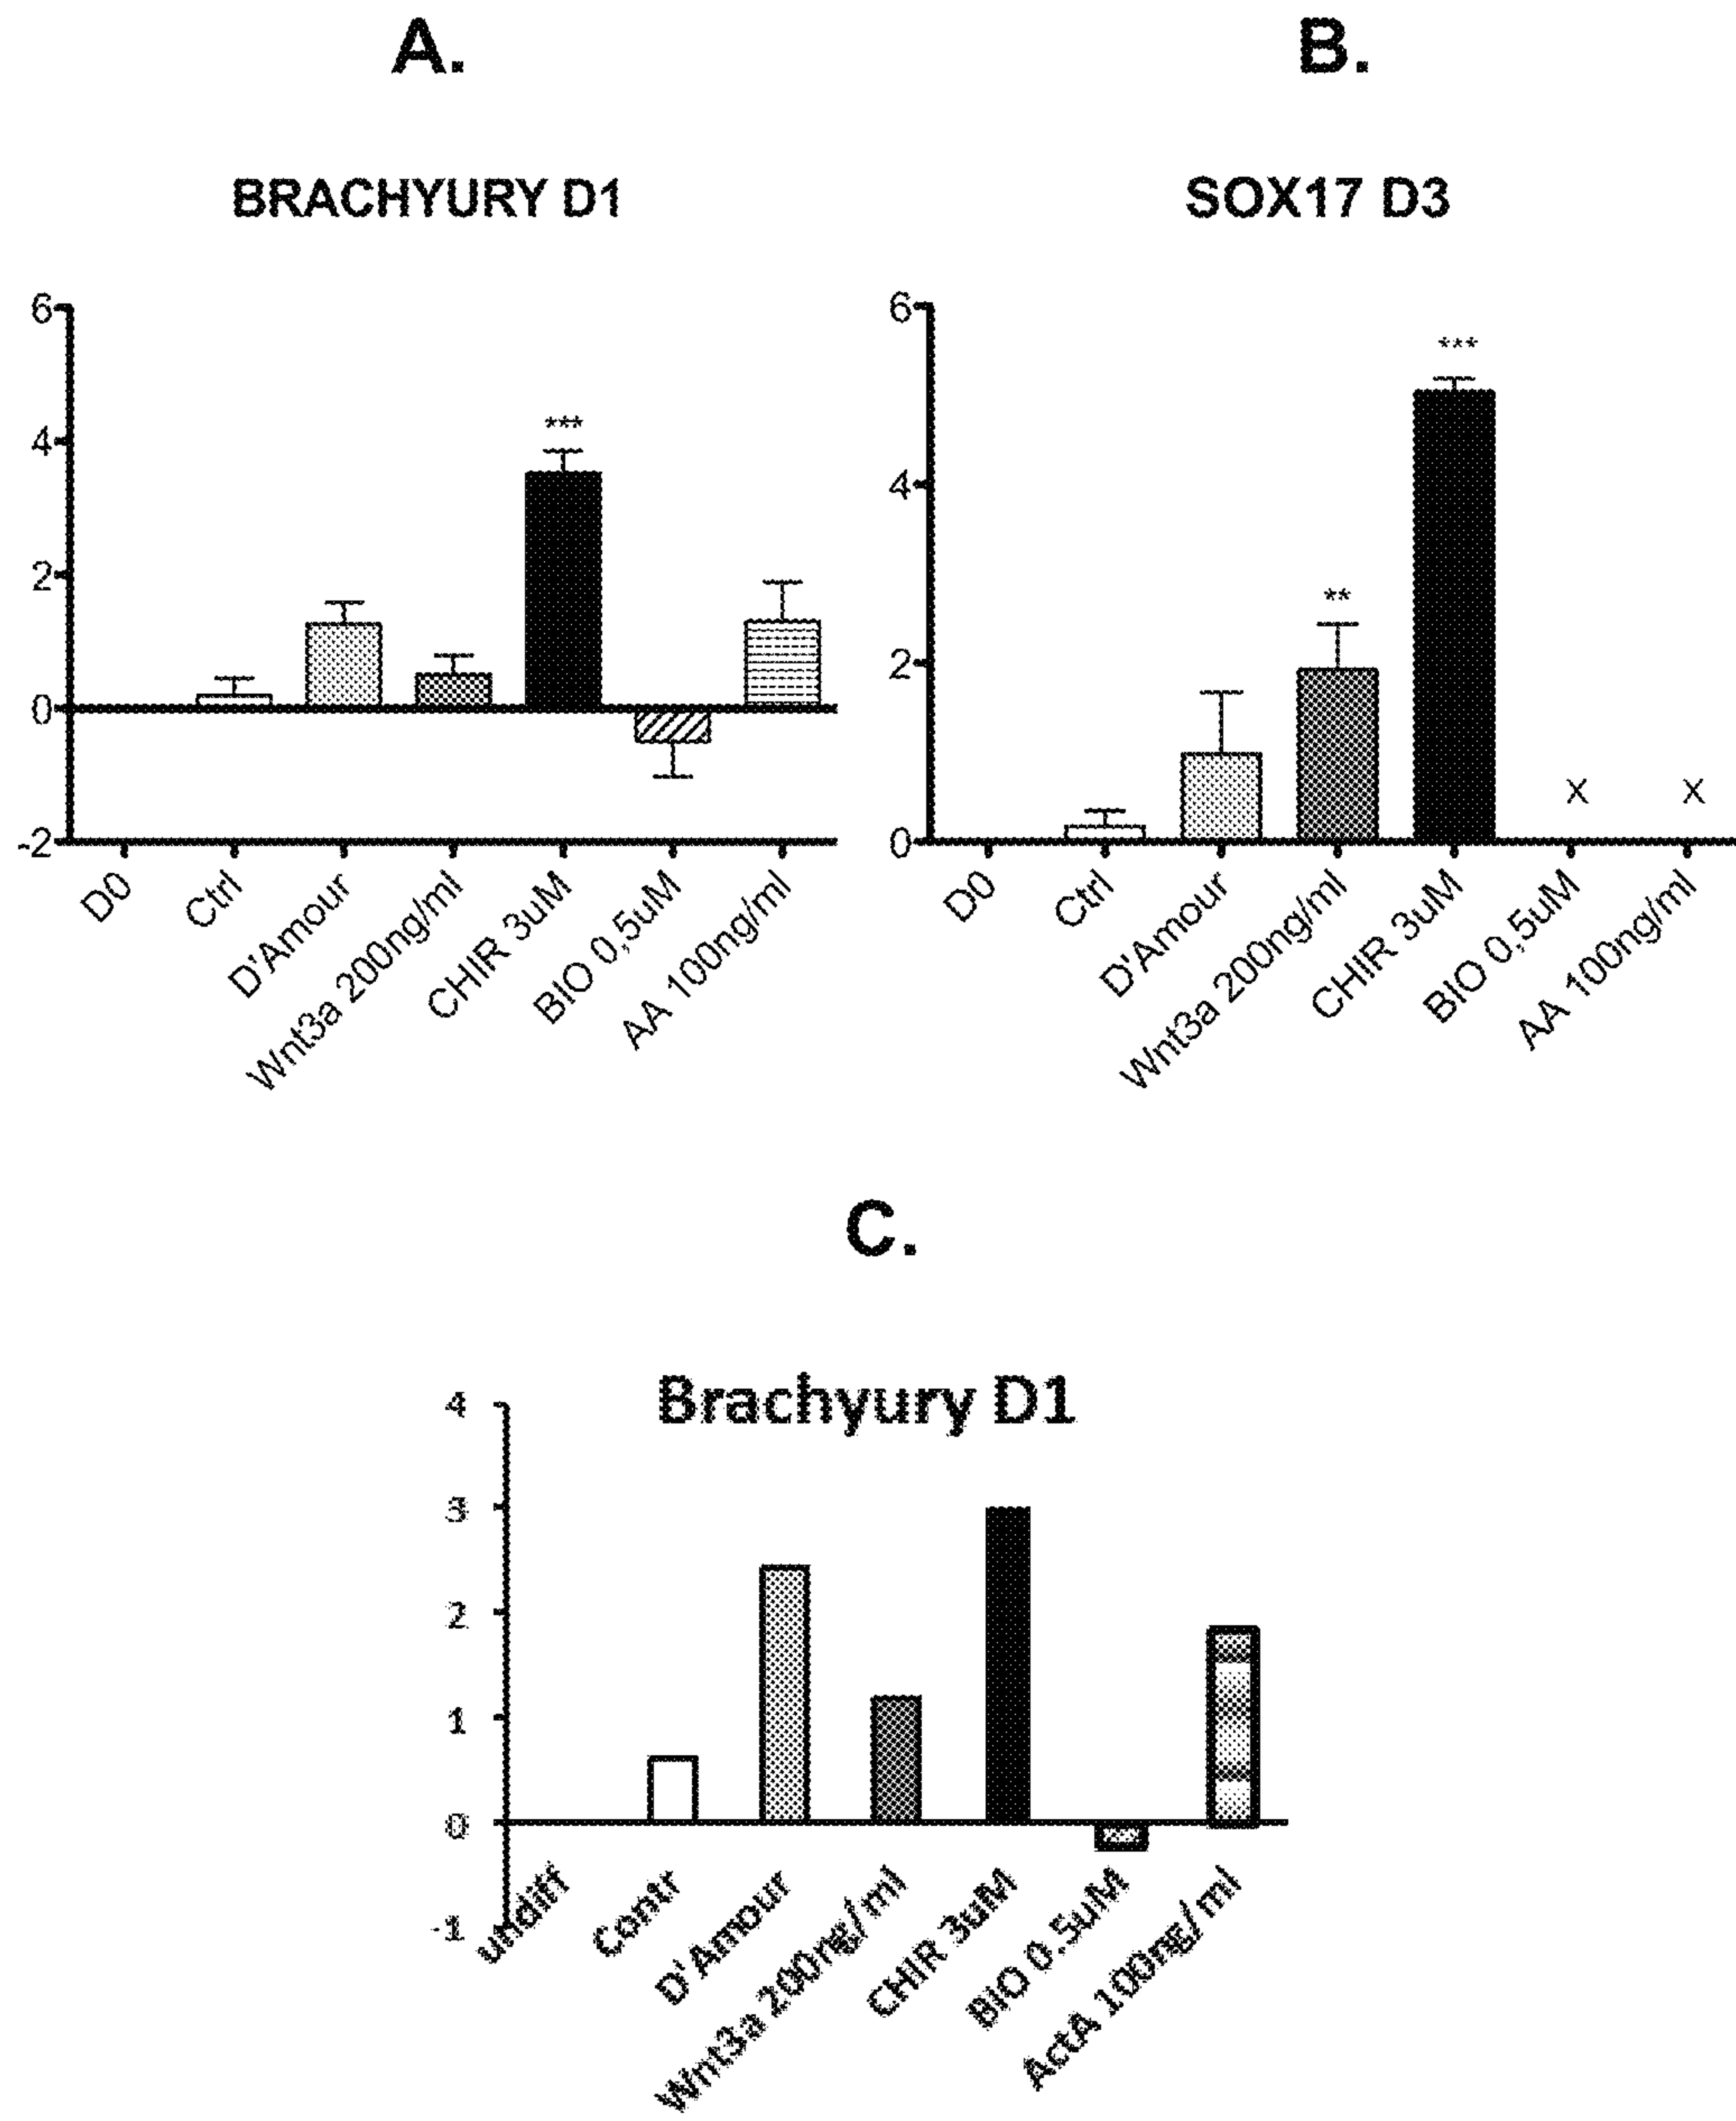 A.
BRACHYURY D1
6
4
2
0
-2
***
D0
Ctrl
D'Amour
Wnt3a 200ng/ml
CHIR 3uM
BIO 0,5uM
AA 100ng/ml
B.
SOX17 D3
6
4
2
0
**
***
X
X
D0
Ctrl
D'Amour
Wnt3a 200ng/ml
CHIR 3uM
BIO 0,5uM
AA 100ng/ml
C.
Brachyury D1
4
3
2
1
0
-1
undiff
Contr
D'Amour
Wnt3a 200ng/ml
CHIR 3uM
BIO 0.5uM
ActA 100ng/ml